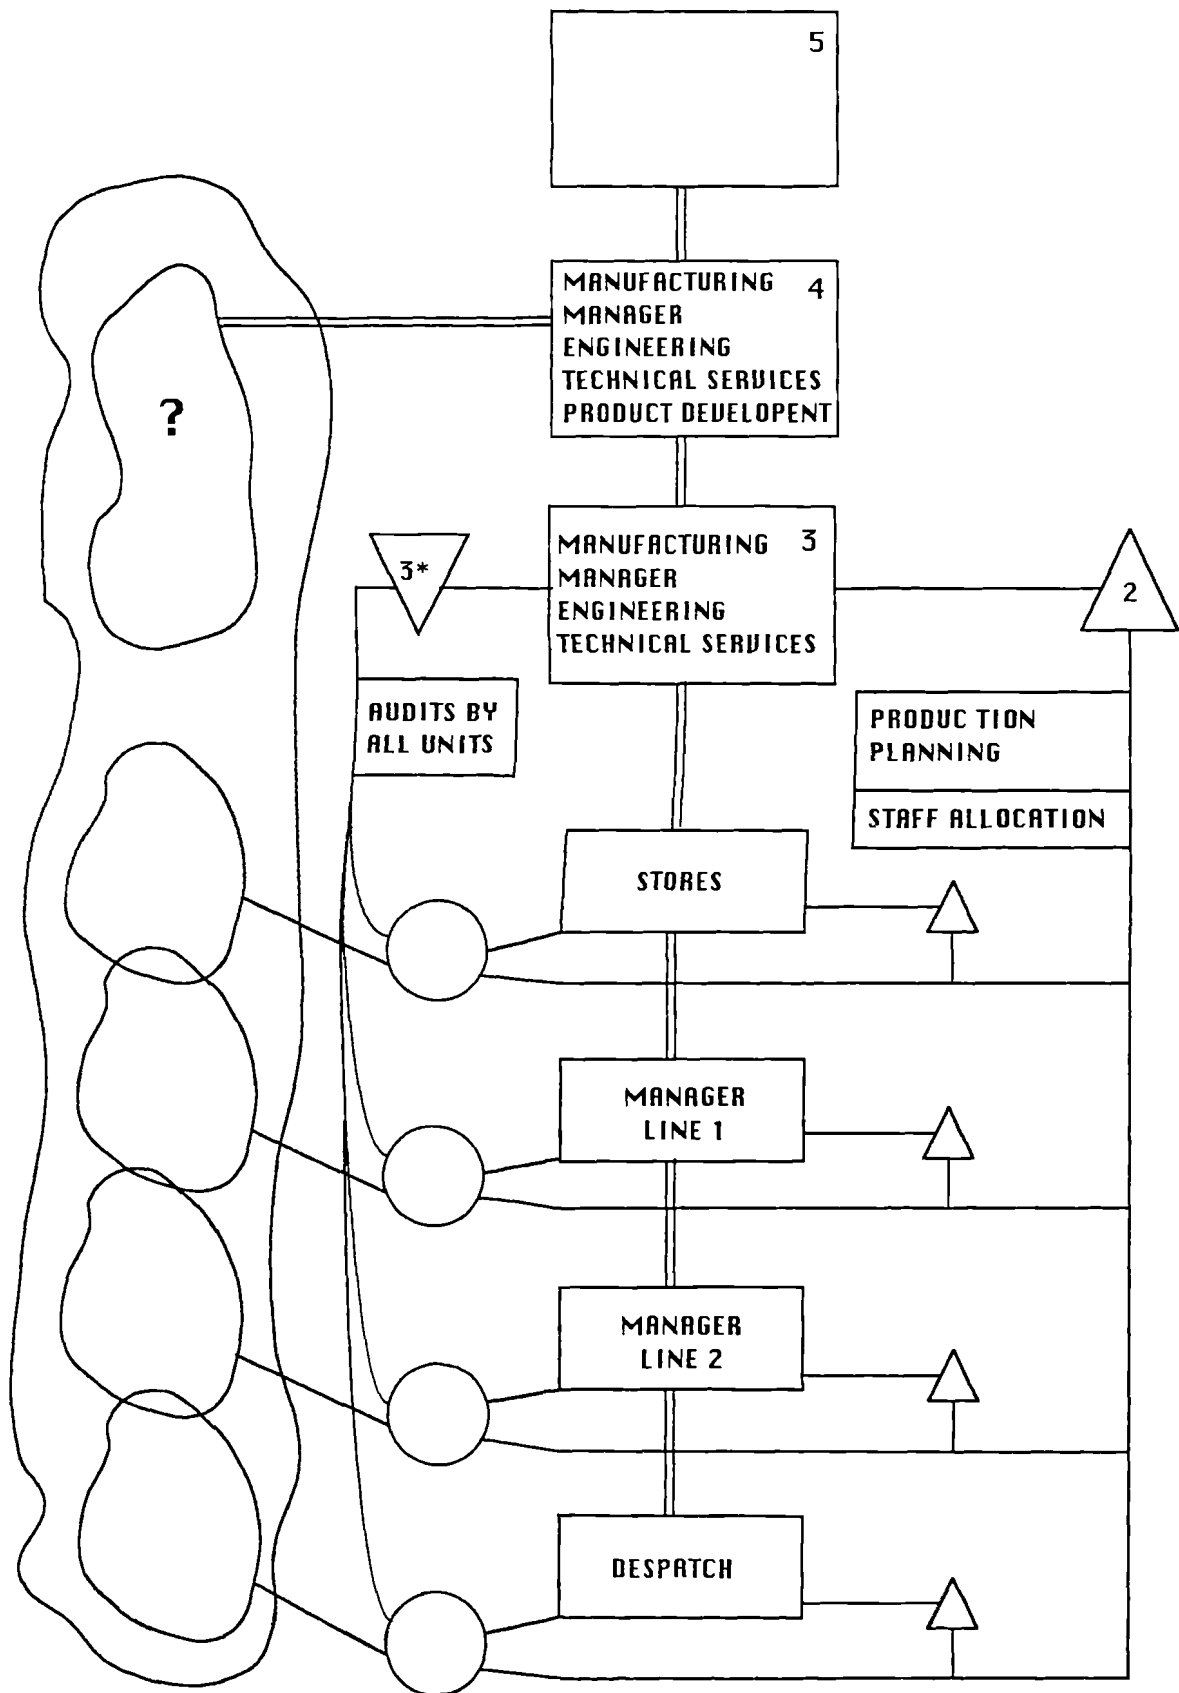 5
MANUFACTURING 4
MANAGER
ENGINEERING
TECHNICAL SERVICES
PRODUCT DEVELOPENT
?
MANUFACTURING 3
MANAGER
ENGINEERING
TECHNICAL SERVICES
3*
2
AUDITS BY
ALL UNITS
PRODUC TION
PLANNING
STAFF ALLOCATION
STORES
MANAGER
LINE 1
MANAGER
LINE 2
DESPATCH